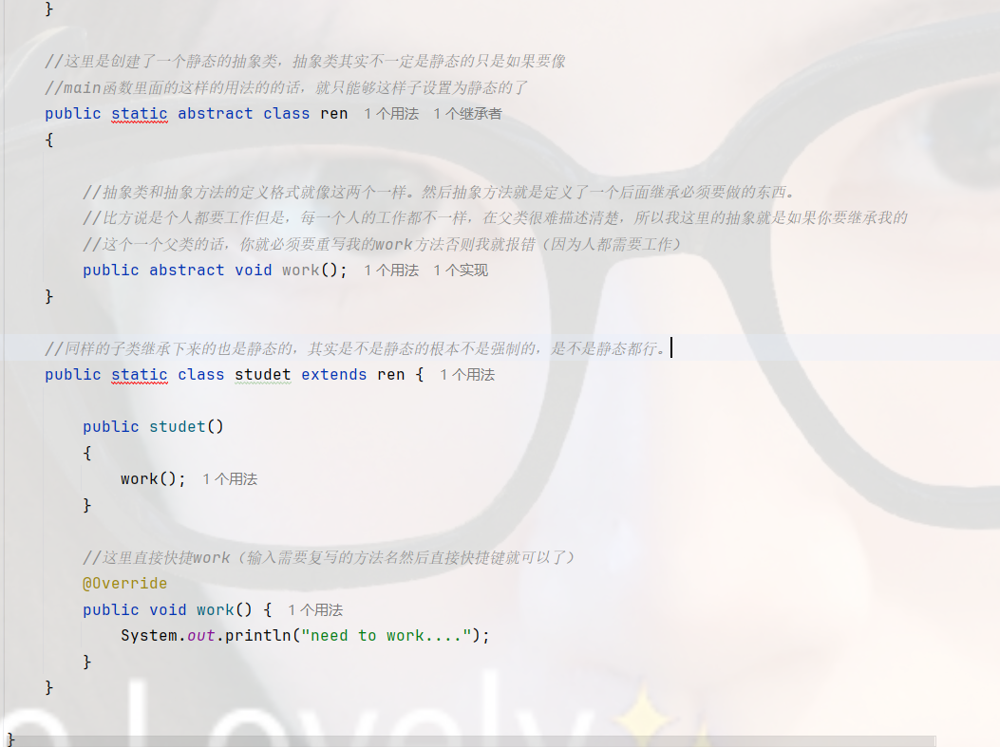 }
//这里是创建了一个静态的抽象类，抽象类其实不一定是静态的只是如果要像
//main函数里面的这样的用法的的话，就只能够这样子设置为静态的了
public static abstract class ren 1 个用法 1 个继承者
{
//抽象类和抽象方法的定义格式就像这两个一样。然后抽象方法就是定义了一个后面继承必须要做的东西。
//比方说是个人都要工作但是，每一个人的工作都不一样，在父类很难描述清楚，所以我这里的抽象就是如果你要继承我的
//这个一个父类的话，你就必须要重写我的work方法否则我就报错（因为人都需要工作）
public abstract void work(); 1 个用法 1 个实现
}
//同样的子类继承下来的也是静态的，其实是不是静态的根本不是强制的，是不是静态都行。
public static class studet extends ren { 1 个用法
public studet()
{
work(); 1 个用法
}
//这里直接快捷work（输入需要复写的方法名然后直接快捷键就可以了）
@Override
public void work() { 1 个用法
System.out.println("need to work....");
}
}
Lovely
}